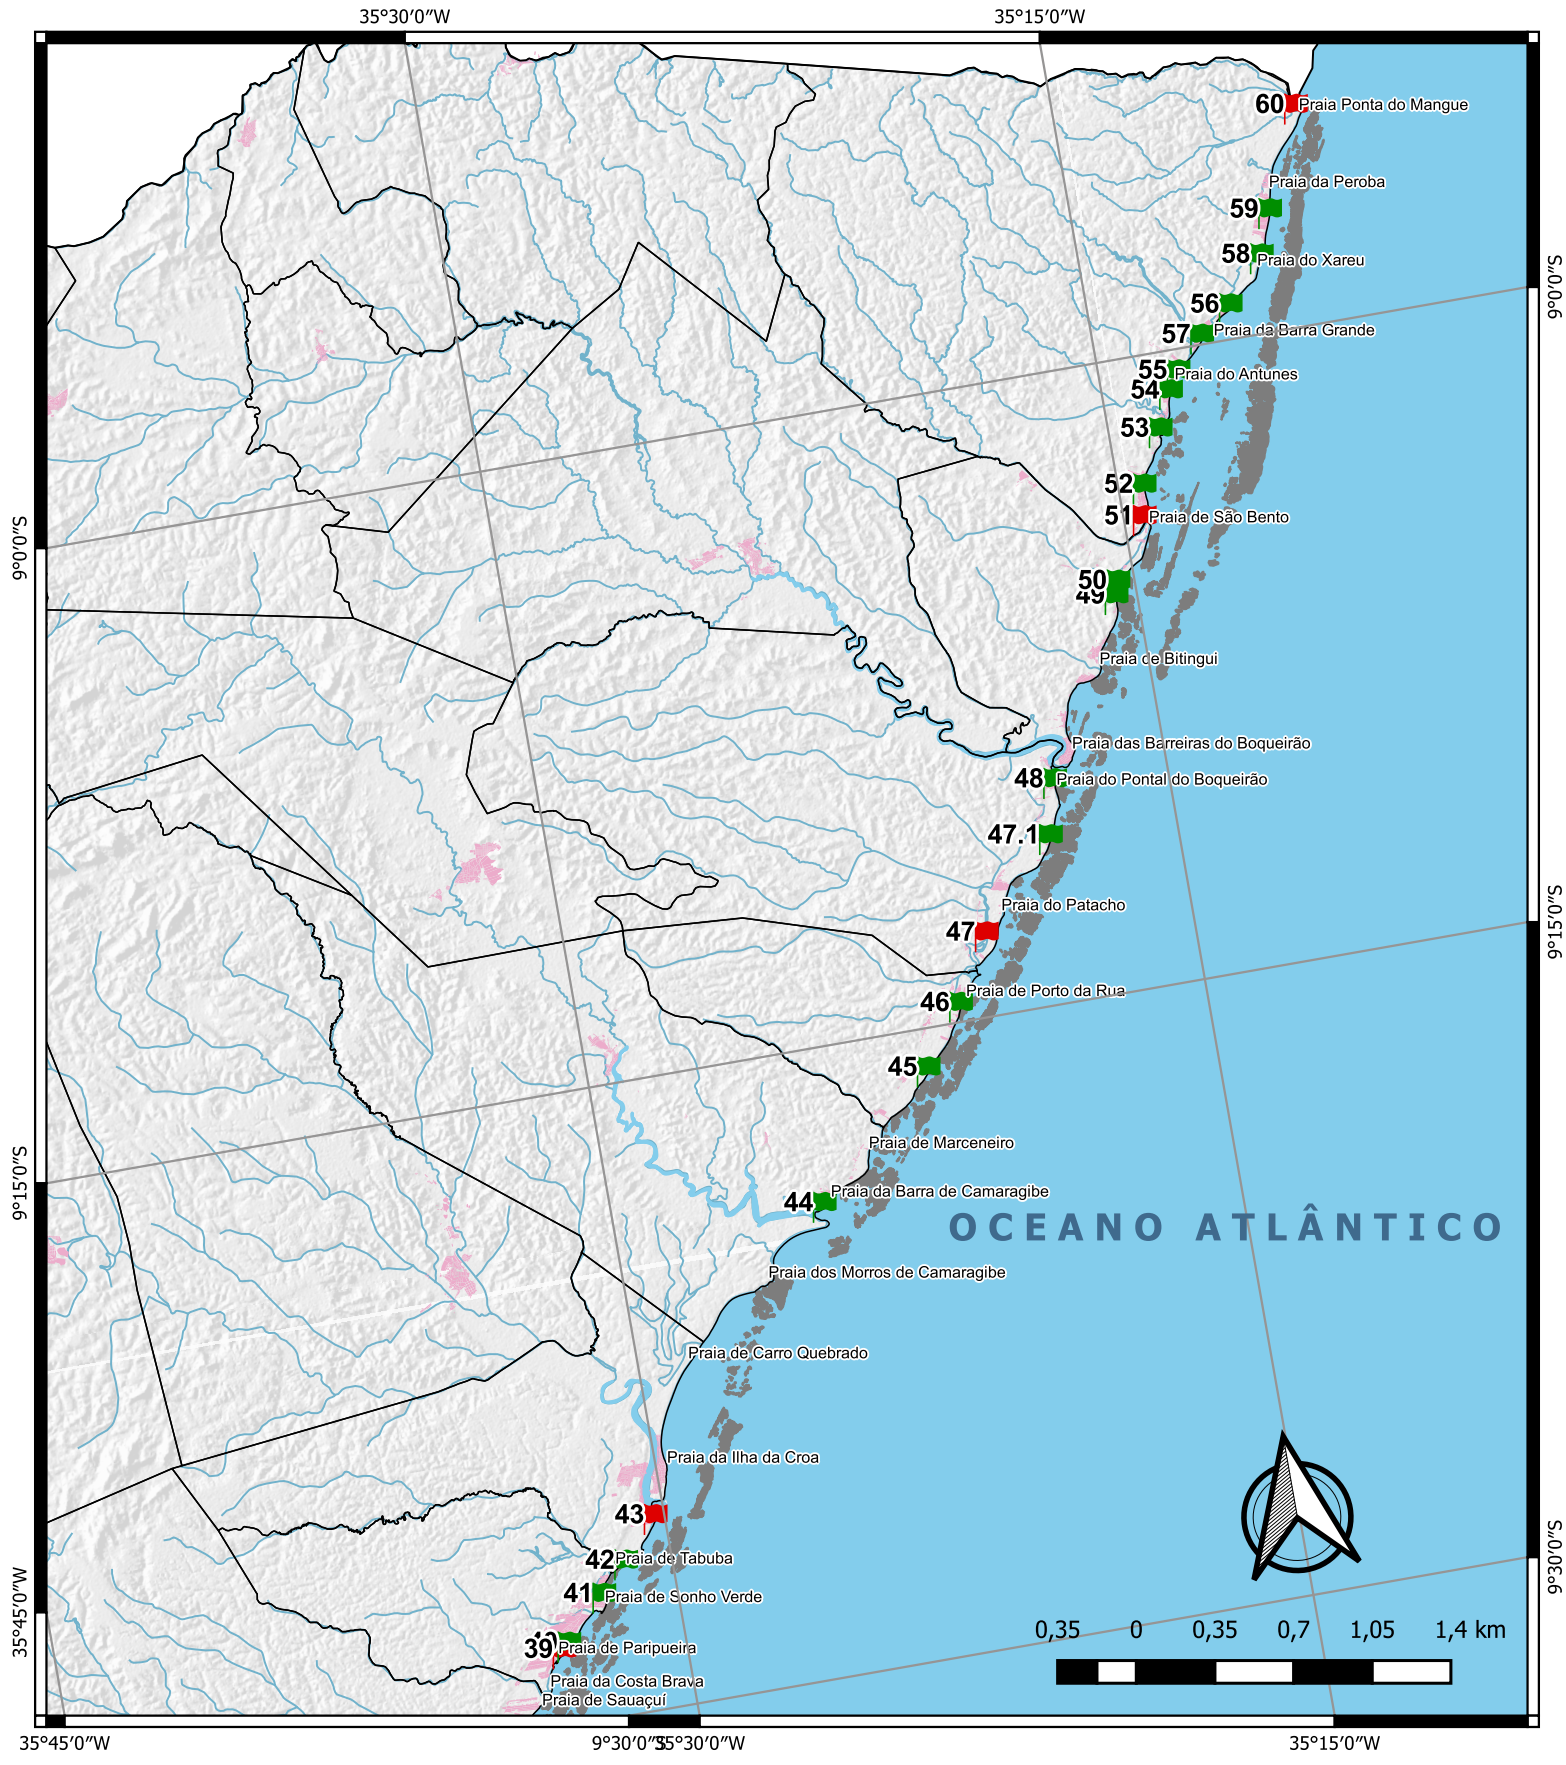 35°30′0″W
35°15′0″W
60 Praia Ponta do Mangue
Praia da Peroba
59
58 Praia do Xareu
9°0′0″S
56
57 Praia da Barra Grande
55 Praia do Antunes
54
53
52
51 Praia de São Bento
9°0′0″S
50
49
Praia de Bitingui
Praia das Barreiras do Boqueirão
48 Praia do Pontal do Boqueirão
47.1
Praia do Patacho
9°15′0″S
47
46 Praia de Porto da Rua
45
Praia de Marceneiro
9°15′0″S
44 Praia da Barra de Camaragibe
OCEANO ATLÂNTICO
Praia dos Morros de Camaragibe
Praia de Carro Quebrado
Praia da Ilha da Croa
43
42 Praia de Tabuba
9°30′0″S
41 Praia de Sonho Verde
35°45′0″W
0,35 0 0,35 0,7 1,05 1,4 km
39 Praia de Paripueira
Praia da Costa Brava
Praia de Sauaçuí
35°45′0″W
9°30′0″S
35°30′0″W
35°15′0″W